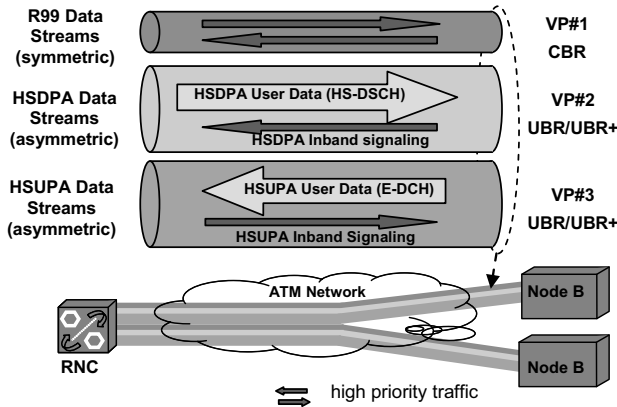 R99 Data
Streams
(symmetric)
VP#1
CBR
HSDPA Data
Streams
(asymmetric)
HSDPA User Data (HS-DSCH)
HSDPA Inband signaling
VP#2
UBR/UBR+
HSUPA Data
Streams
(asymmetric)
HSUPA User Data (E-DCH)
HSUPA Inband Signaling
VP#3
UBR/UBR+
ATM Network
Node B
RNC
Node B
high priority traffic